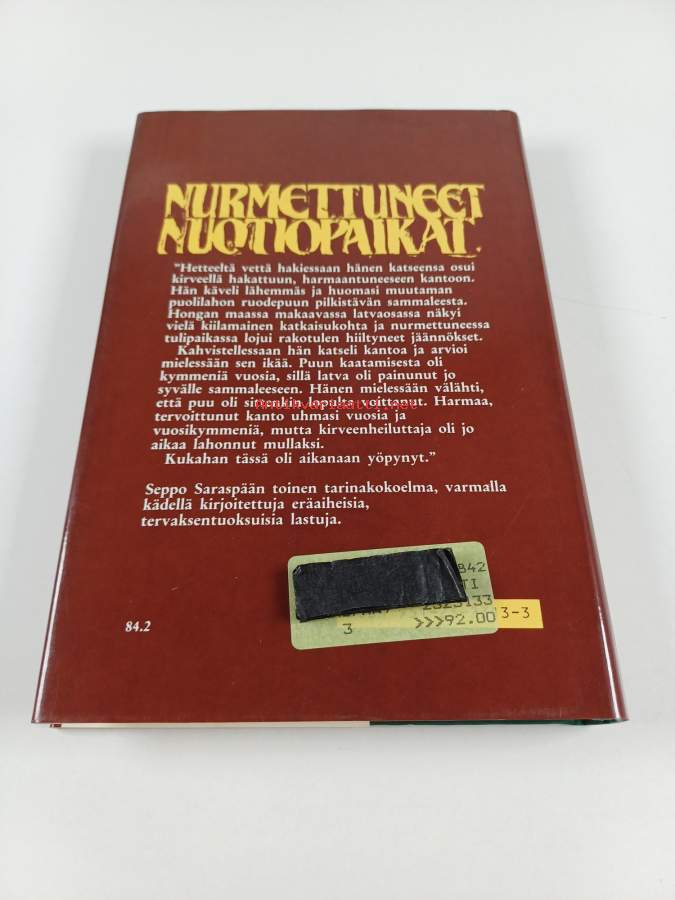 NURMETTUNEET
NUOTIOPAIKAT.
"Hetteeltä vettä hakiessaan hänen katseensa osui
kirveellä hakattuun, harmaantuneeseen kantoon.
Hän käveli lähemmäs ja huomasi muutaman
puolilahon ruodepuun pilkistävän sammaleesta.
Hongan maassa makaavassa latvaosassa näkyi
vielä kiilamainen katkaisukohta ja nurmettuneessa
tulipaikassa lojui rakotulen hiiltyneet jäännökset.
Kahvistellessaan hän katseli kantoa ja arvioi
mielessään sen ikää. Puun kaatamisesta oli
kymmeniä vuosia, sillä latva oli painunut jo
syvälle sammaleeseen. Hänen mielessään välähti,
että puu oli sittenkin lopulta voittanut. Harmaa,
Antikvariaatti.net
tervoittunut kanto uhmasi vuosia ja
vuosikymmeniä, mutta kirveenheiluttaja oli jo
aikaa lahonnut mullaksi.
Kukahan tässä oli aikanaan yöpynyt."
Seppo Saraspään toinen tarinakokoelma, varmalla
kädellä kirjoitettuja eräaiheisia,
tervaksentuoksuisia lastuja.
842
TI
2525133
3 >>>92.00
3-3
84.2